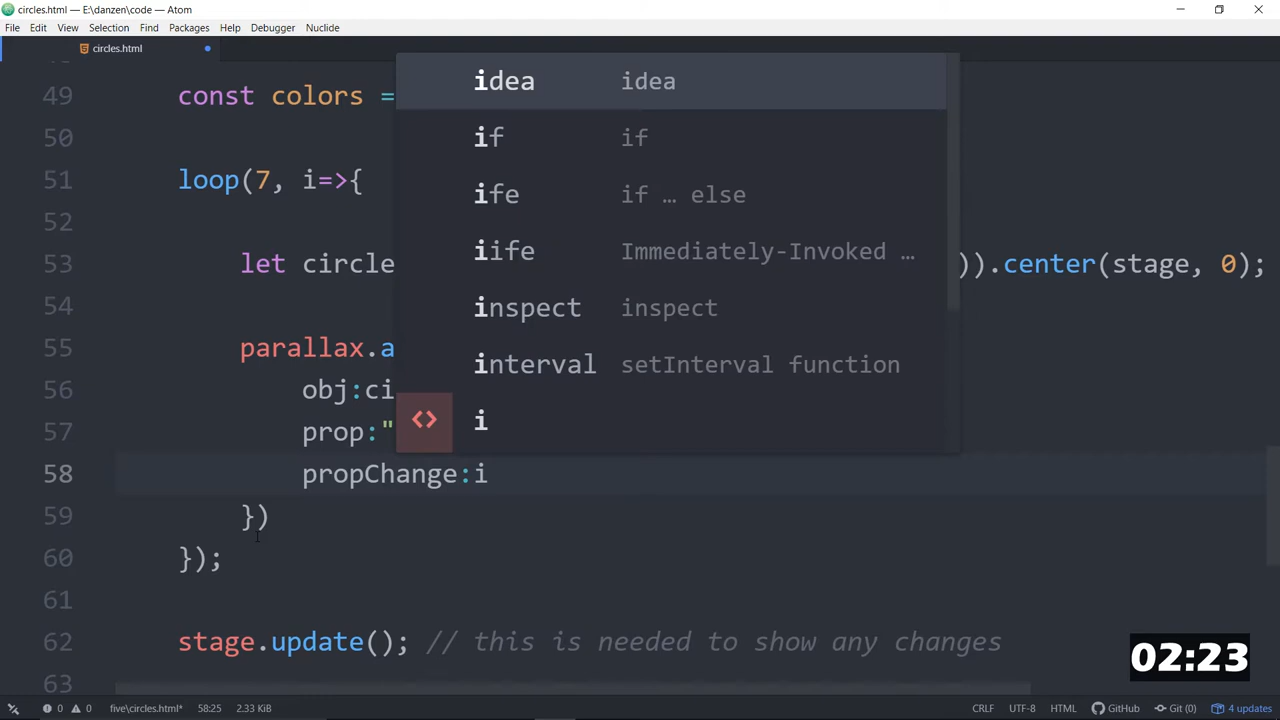 circles.html — E:\danzen\code — Atom
File Edit View Selection Find Packages Help Debugger Nuclide
circles.html
49 const colors =
50
51 loop(7, i=>{
52
53 let circle )).center(stage, 0);
54
55 parallax.a
56 obj:ci
57 prop:"
58 propChange:i
59 })
60 });
61
62 stage.update(); // this is needed to show any changes
63
idea idea
if if
ife if … else
iife Immediately-Invoked …
inspect inspect
interval setInterval function
<> i
02:23
0 0 five\circles.html* 58:25 2.33 KiB CRLF UTF-8 HTML GitHub Git (0) 4 updates